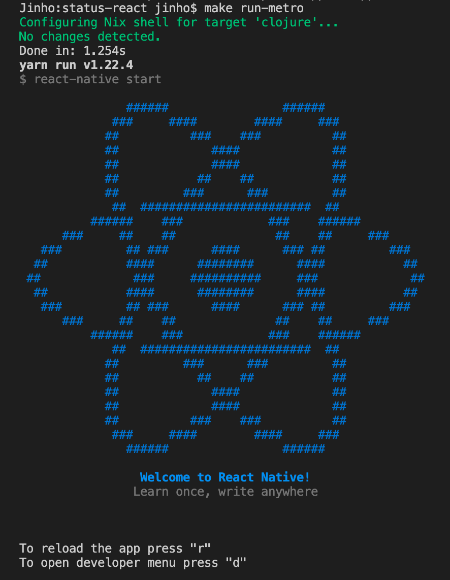 Jinho:status-react jinho$ make run-metro
Configuring Nix shell for target 'clojure'...
No changes detected.
Done in: 1.254s
yarn run v1.22.4
$ react-native start
Welcome to React Native!
Learn once, write anywhere
To reload the app press "r"
To open developer menu press "d"